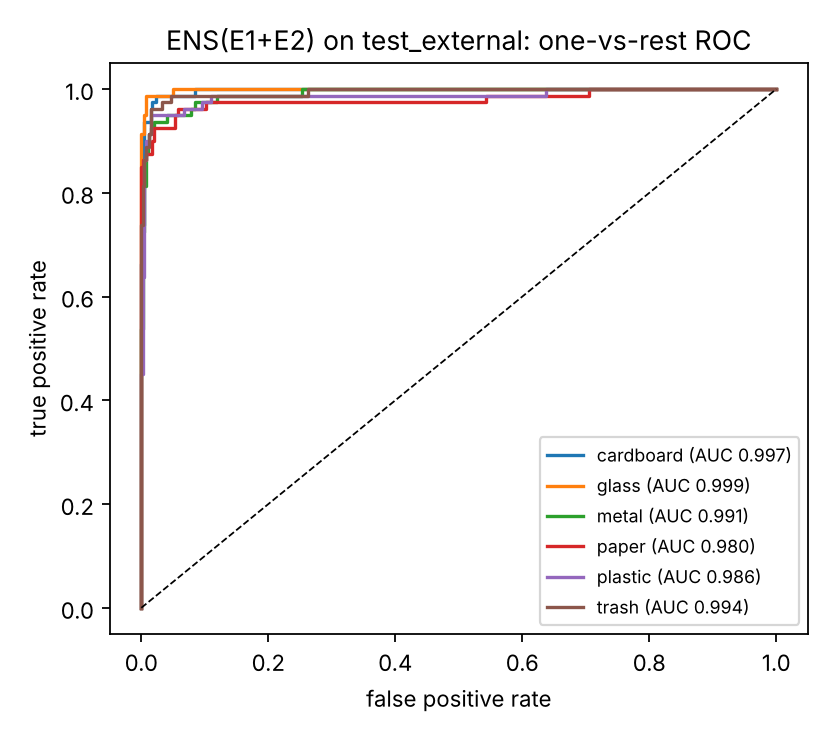 ENS(E1+E2) on test_external: one-vs-rest ROC
1.0
0.8
0.6
0.4
0.2
0.0
true positive rate
cardboard (AUC 0.997)
glass (AUC 0.999)
metal (AUC 0.991)
paper (AUC 0.980)
plastic (AUC 0.986)
trash (AUC 0.994)
0.0 0.2 0.4 0.6 0.8 1.0
false positive rate